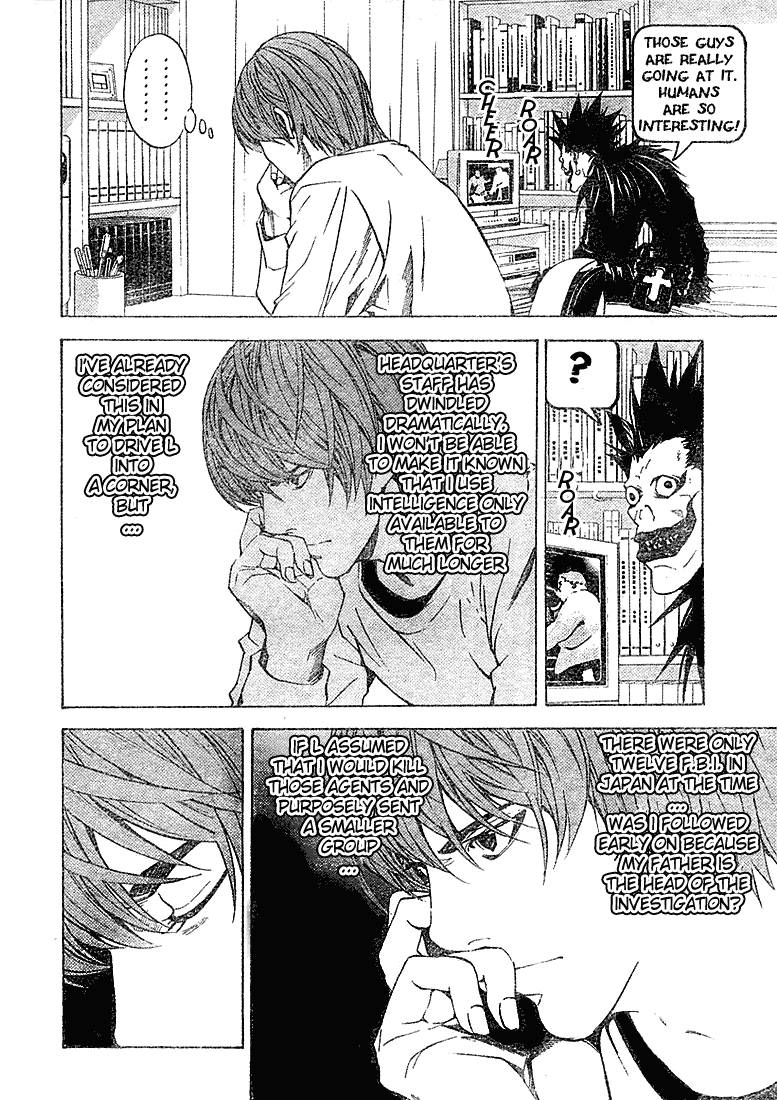 THOSE GUYS
ARE REALLY
GOING AT IT.
HUMANS
ARE SO
INTERESTING!
ROAR
CHEER
. . . . . .
. . . . . .
?
ROAR
HEADQUARTER'S
STAFF HAS
DWINDLED
DRAMATICALLY.
I WON'T BE ABLE
TO MAKE IT KNOWN
THAT I USE
INTELLIGENCE ONLY
AVAILABLE TO
THEM FOR
MUCH LONGER
I'VE ALREADY
CONSIDERED
THIS IN
MY PLAN
TO DRIVE L
INTO
A CORNER,
BUT
...
THERE WERE ONLY
TWELVE F.B.I. IN
JAPAN AT THE TIME
...
WAS I FOLLOWED
EARLY ON BECAUSE
MY FATHER IS
THE HEAD OF THE
INVESTIGATION?
IF L ASSUMED
THAT I WOULD KILL
THOSE AGENTS AND
PURPOSELY SENT
A SMALLER
GROUP
...